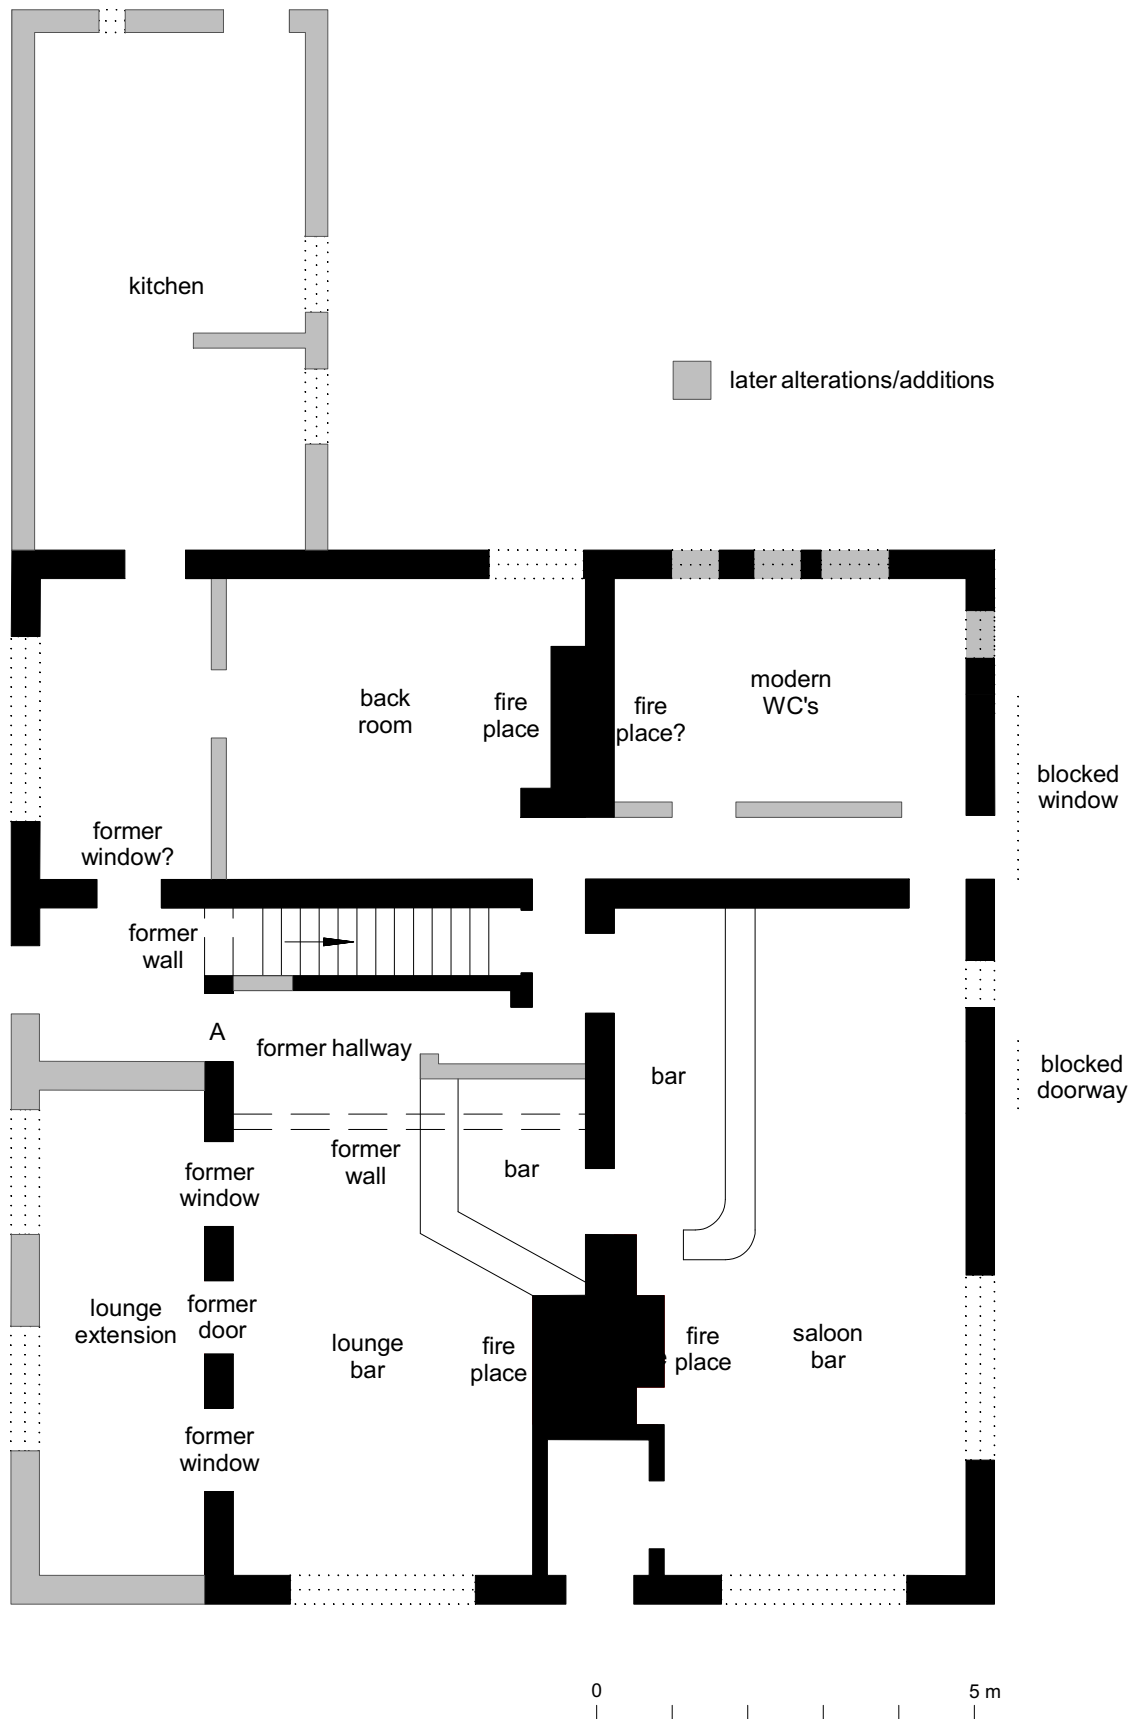 kitchen
later alterations/additions
back
room
fire
place
fire
place?
modern
WC's
blocked
window
former
window?
former
wall
A
former hallway
bar
blocked
doorway
former
wall
bar
former
window
lounge
extension
former
door
lounge
bar
fire
place
fire
place
saloon
bar
former
window
0
5 m